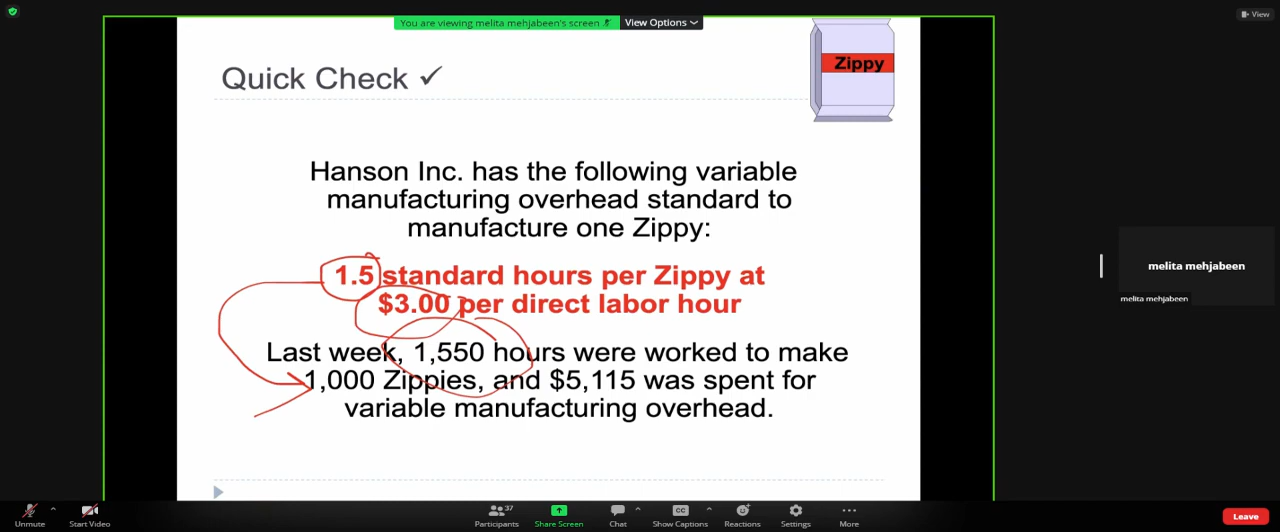 You are viewing melita mehjabeen's screen
View Options
View
Zippy
Quick Check ✓
Hanson Inc. has the following variable
manufacturing overhead standard to
manufacture one Zippy:
1.5 standard hours per Zippy at
$3.00 per direct labor hour
Last week, 1,550 hours were worked to make
1,000 Zippies, and $5,115 was spent for
variable manufacturing overhead.
melita mehjabeen
melita mehjabeen
Unmute
Start Video
37
Participants
Share Screen
Chat
CC
Show Captions
Reactions
Settings
More
Leave